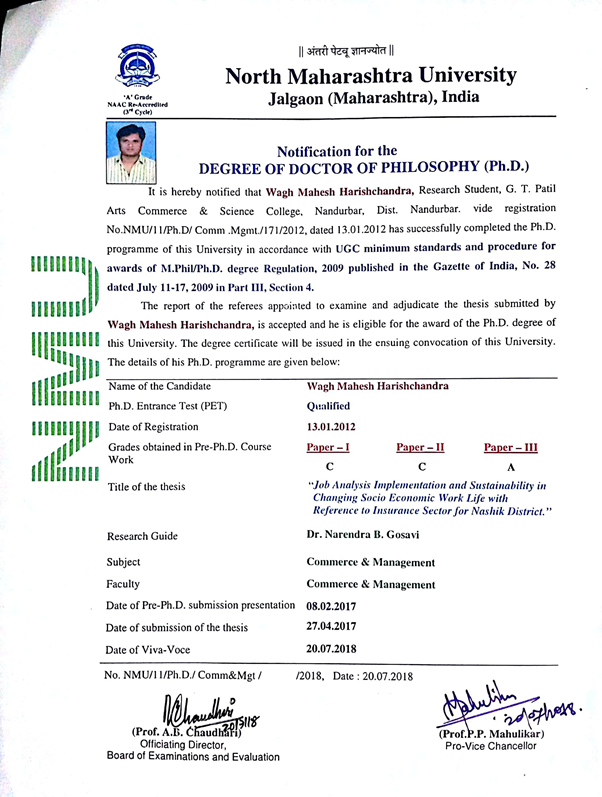 || अंतरी पेटवू ज्ञानज्योत ||
North Maharashtra University
Jalgaon (Maharashtra), India
'A' Grade
NAAC Re-Accredited
(3rd Cycle)
Notification for the
DEGREE OF DOCTOR OF PHILOSOPHY (Ph.D.)
It is hereby notified that Wagh Mahesh Harishchandra, Research Student, G. T. Patil
Arts Commerce & Science College, Nandurbar, Dist. Nandurbar. vide registration
No.NMU/11/Ph.D/ Comm .Mgmt./171/2012, dated 13.01.2012 has successfully completed the Ph.D.
programme of this University in accordance with UGC minimum standards and procedure for
awards of M.Phil/Ph.D. degree Regulation, 2009 published in the Gazette of India, No. 28
dated July 11-17, 2009 in Part III, Section 4.
The report of the referees appointed to examine and adjudicate the thesis submitted by
Wagh Mahesh Harishchandra, is accepted and he is eligible for the award of the Ph.D. degree of
this University. The degree certificate will be issued in the ensuing convocation of this University.
The details of his Ph.D. programme are given below:
NMU
Name of the Candidate Wagh Mahesh Harishchandra
Ph.D. Entrance Test (PET) Qualified
Date of Registration 13.01.2012
Grades obtained in Pre-Ph.D. Course Paper – I Paper – II Paper – III
Work C C A
Title of the thesis "Job Analysis Implementation and Sustainability in
Changing Socio Economic Work Life with
Reference to Insurance Sector for Nashik District."
Research Guide Dr. Narendra B. Gosavi
Subject Commerce & Management
Faculty Commerce & Management
Date of Pre-Ph.D. submission presentation 08.02.2017
Date of submission of the thesis 27.04.2017
Date of Viva-Voce 20.07.2018
No. NMU/11/Ph.D./ Comm&Mgt / /2018, Date : 20.07.2018
20/07/2018.
(Prof. A.B. Chaudhari) (Prof.P.P. Mahulikar)
Officiating Director, Pro-Vice Chancellor
Board of Examinations and Evaluation